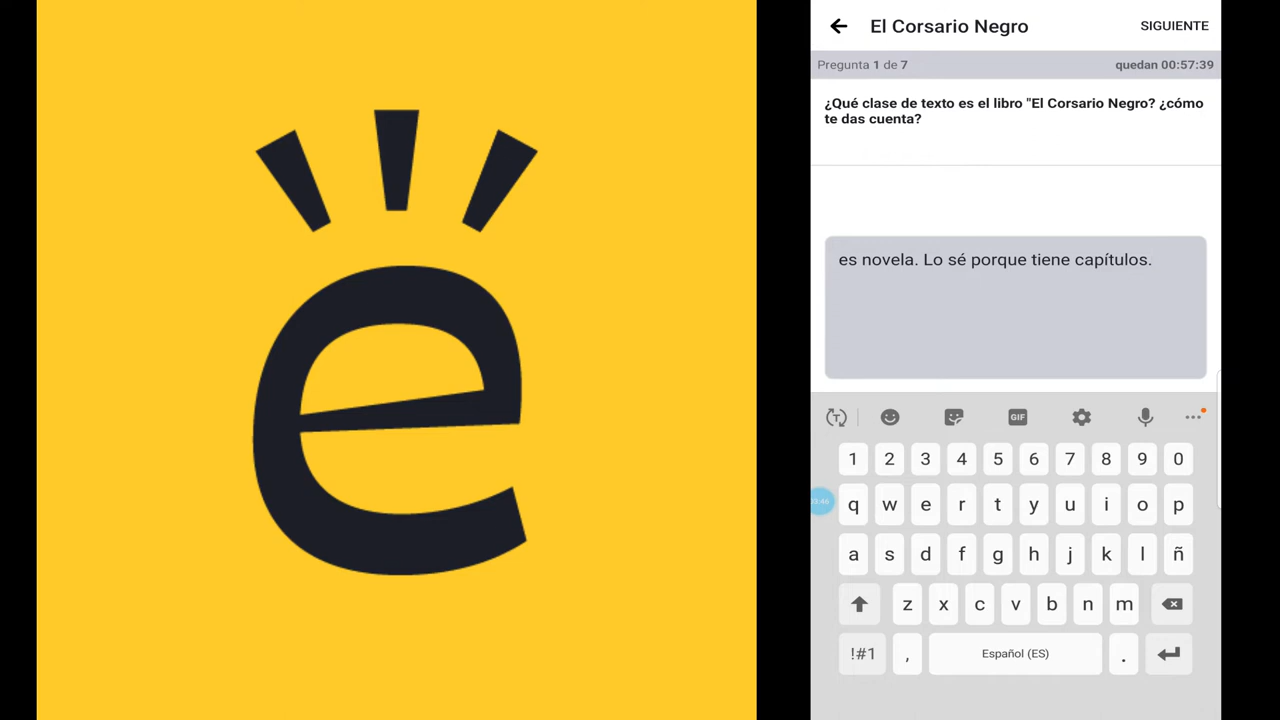 e
El Corsario Negro
SIGUIENTE
Pregunta 1 de 7
quedan 00:57:39
¿Qué clase de texto es el libro "El Corsario Negro? ¿cómo
te das cuenta?
es novela. Lo sé porque tiene capítulos.
T
GIF
1 2 3 4 5 6 7 8 9 0
q w e r t y u i o p
a s d f g h j k l ñ
z x c v b n m
!#1 , Español (ES) .